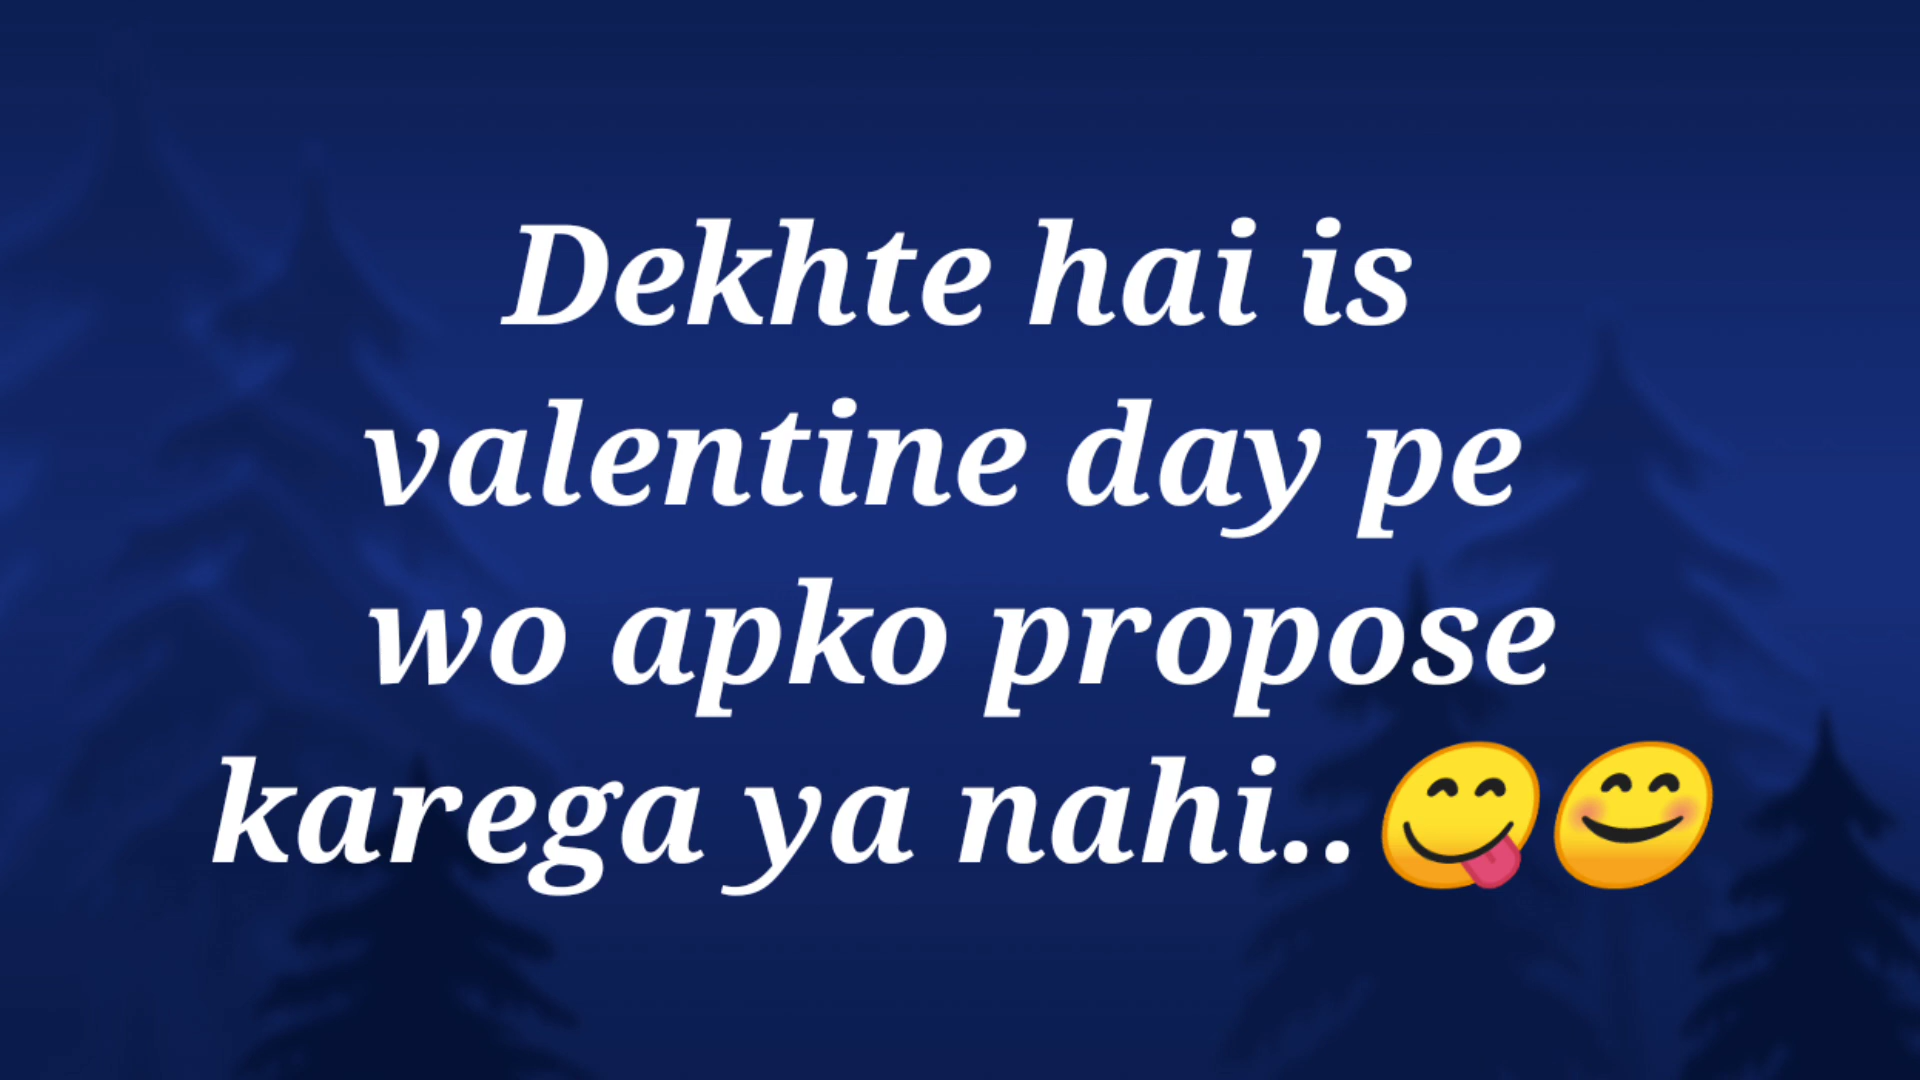 Dekhte hai is
valentine day pe
wo apko propose
karega ya nahi..😋😊